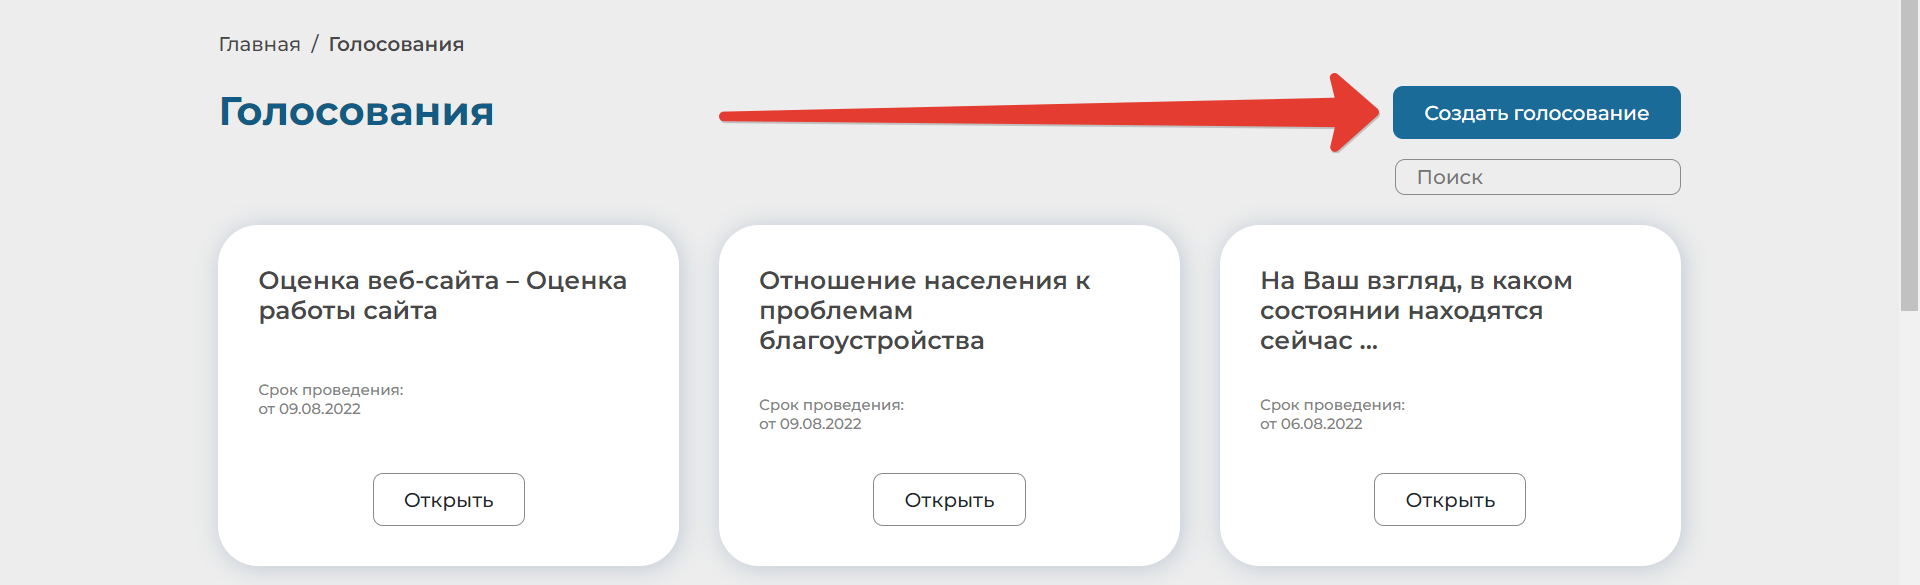 Главная / Голосования
Голосования
Создать голосование
Поиск
Оценка веб-сайта – Оценка
работы сайта
Срок проведения:
от 09.08.2022
Открыть
Отношение населения к
проблемам
благоустройства
Срок проведения:
от 09.08.2022
Открыть
На Ваш взгляд, в каком
состоянии находятся
сейчас ...
Срок проведения:
от 06.08.2022
Открыть